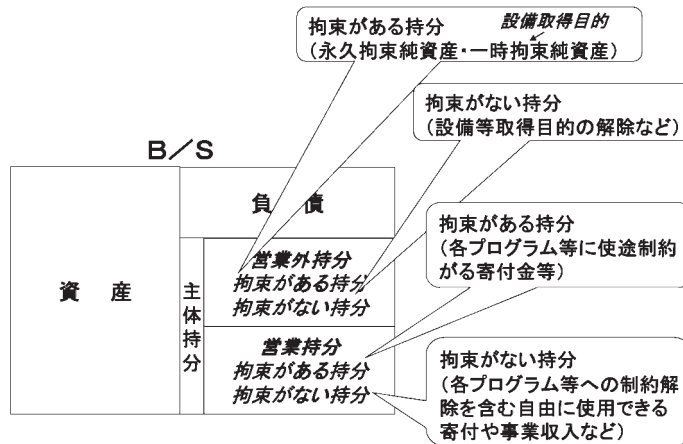 拘束がある持分
設備取得目的
（永久拘束純資産・一時拘束純資産）
拘束がない持分
（設備等取得目的の解除など）
B／S
負　債
拘束がある持分
（各プログラム等に使途制約
がる寄付金等）
資　産
主体持分
営業外持分
拘束がある持分
拘束がない持分
営業持分
拘束がある持分
拘束がない持分
拘束がない持分
（各プログラム等への制約解
除を含む自由に使用できる
寄付や事業収入など）